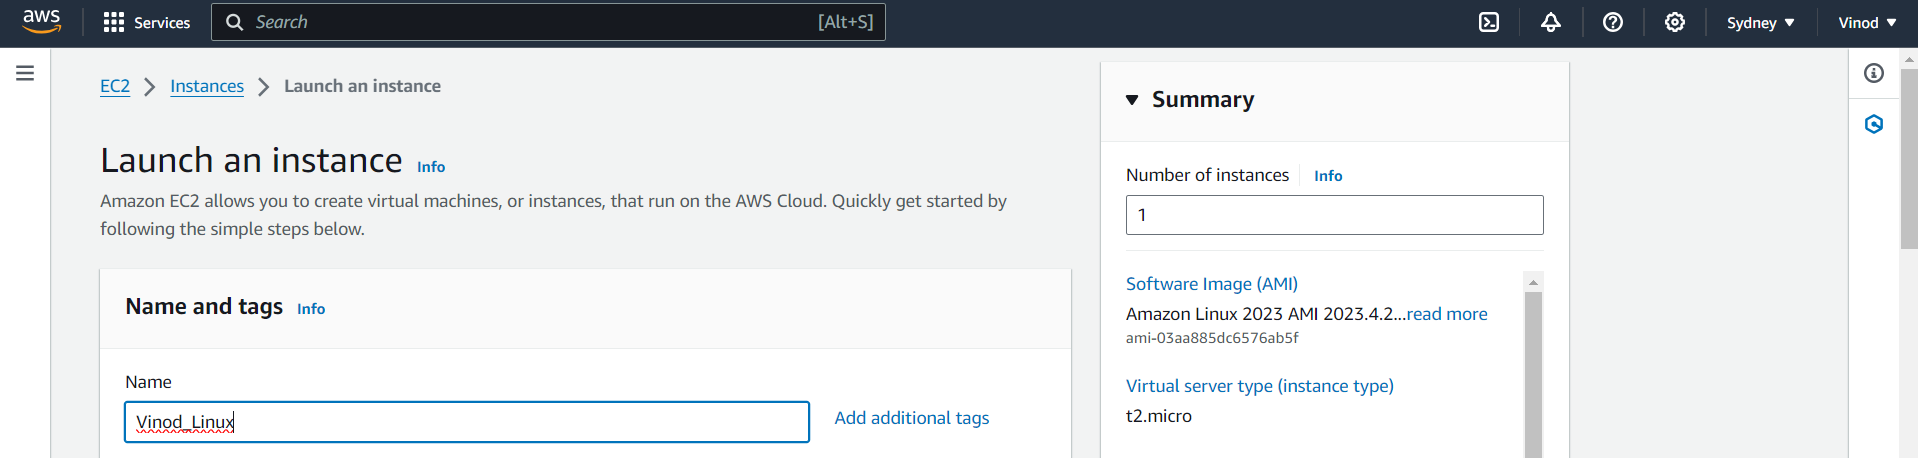 aws Services Search [Alt+S] Sydney Vinod
EC2 Instances Launch an instance
Launch an instance Info
Amazon EC2 allows you to create virtual machines, or instances, that run on the AWS Cloud. Quickly get started by
following the simple steps below.
Name and tags Info
Name
Vinod_Linux Add additional tags
Summary
Number of instances Info
1
Software Image (AMI)
Amazon Linux 2023 AMI 2023.4.2...read more
ami-03aa885dc6576ab5f
Virtual server type (instance type)
t2.micro